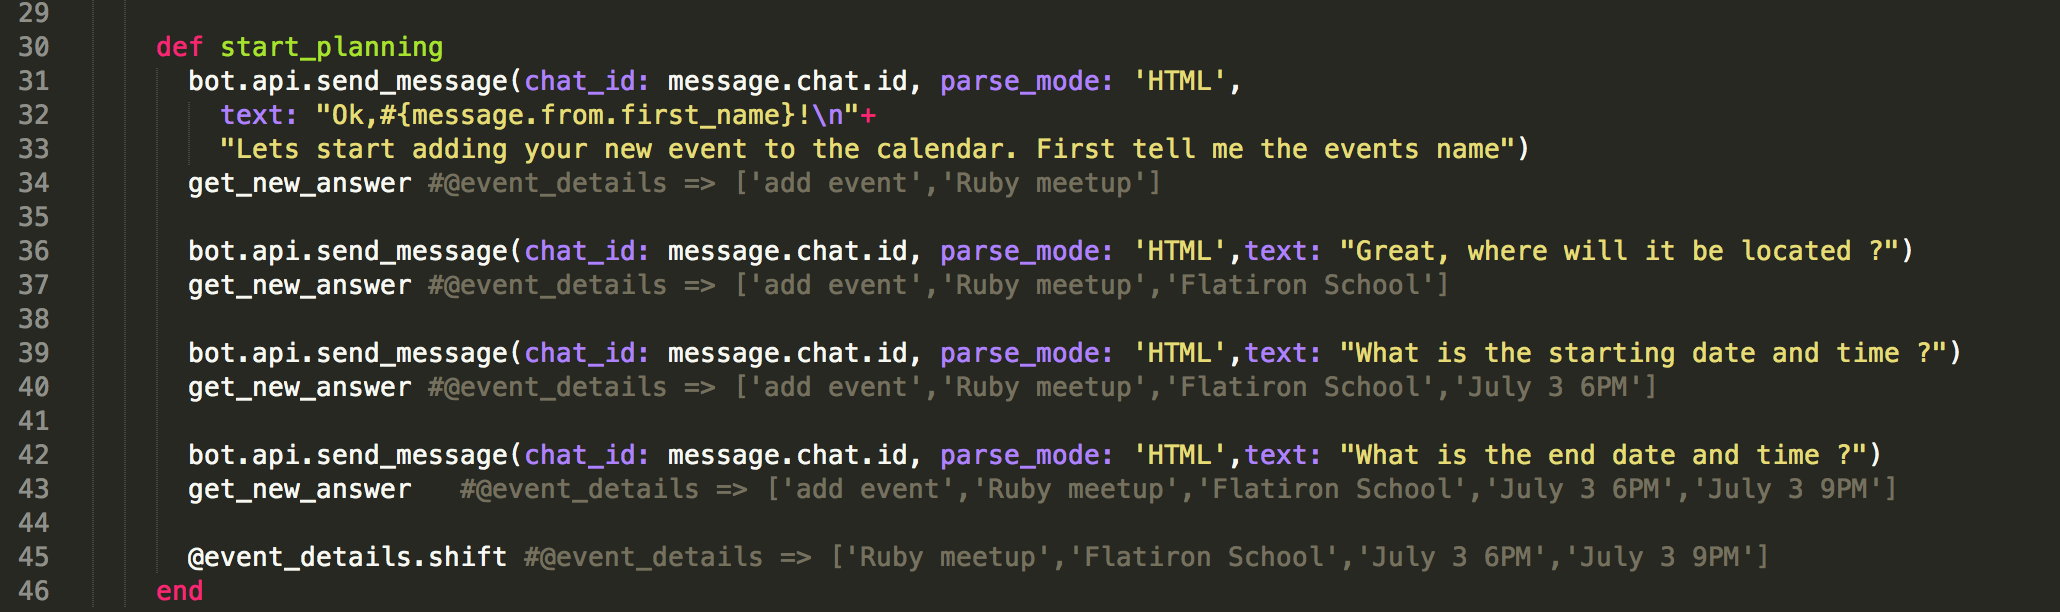 29
30 def start_planning
31 bot.api.send_message(chat_id: message.chat.id, parse_mode: 'HTML',
32 text: "Ok,#{message.from.first_name}!\n"+
33 "Lets start adding your new event to the calendar. First tell me the events name")
34 get_new_answer #@event_details => ['add event','Ruby meetup']
35
36 bot.api.send_message(chat_id: message.chat.id, parse_mode: 'HTML',text: "Great, where will it be located ?")
37 get_new_answer #@event_details => ['add event','Ruby meetup','Flatiron School']
38
39 bot.api.send_message(chat_id: message.chat.id, parse_mode: 'HTML',text: "What is the starting date and time ?")
40 get_new_answer #@event_details => ['add event','Ruby meetup','Flatiron School','July 3 6PM']
41
42 bot.api.send_message(chat_id: message.chat.id, parse_mode: 'HTML',text: "What is the end date and time ?")
43 get_new_answer   #@event_details => ['add event','Ruby meetup','Flatiron School','July 3 6PM','July 3 9PM']
44
45 @event_details.shift #@event_details => ['Ruby meetup','Flatiron School','July 3 6PM','July 3 9PM']
46 end